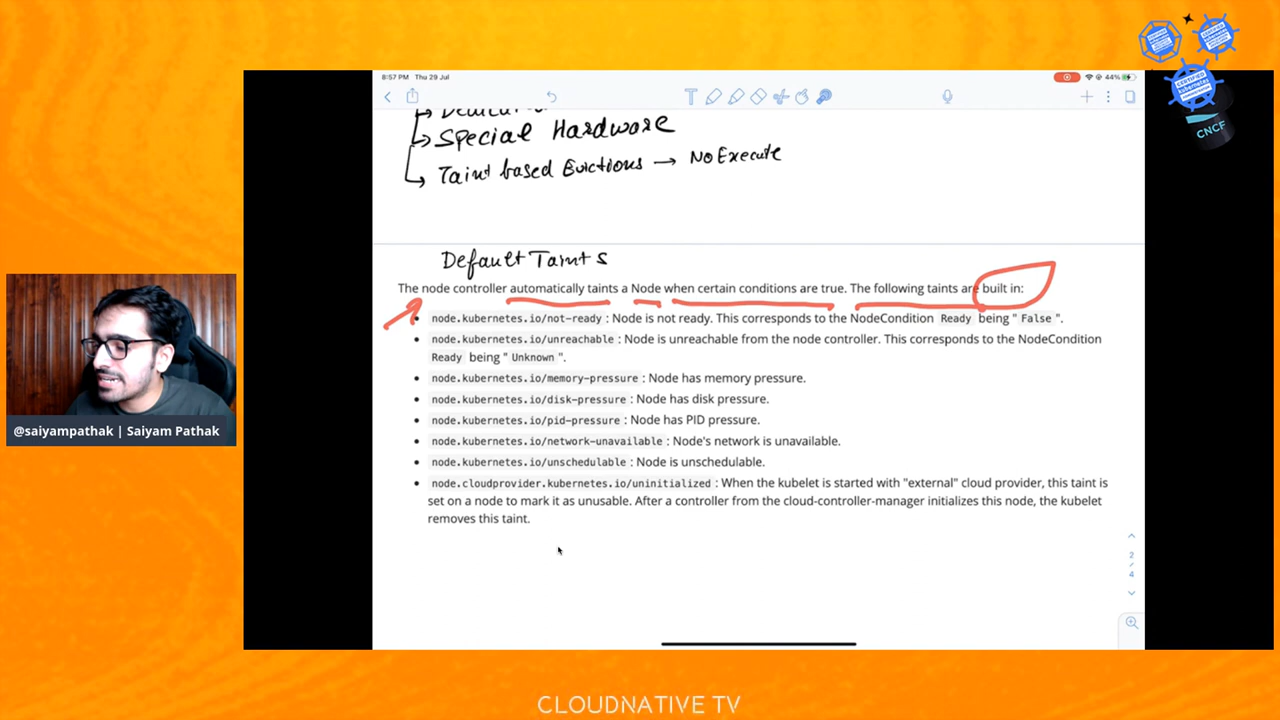 8:57 PM Thu 29 Jul
44%
CERTIFIED
kubernetes
CNCF
Special Hardware
Taint based Evictions → No Execute
Default Taints
The node controller automatically taints a Node when certain conditions are true. The following taints are built in:
• node.kubernetes.io/not-ready : Node is not ready. This corresponds to the NodeCondition Ready being " False ".
• node.kubernetes.io/unreachable : Node is unreachable from the node controller. This corresponds to the NodeCondition
Ready being " Unknown ".
• node.kubernetes.io/memory-pressure : Node has memory pressure.
• node.kubernetes.io/disk-pressure : Node has disk pressure.
• node.kubernetes.io/pid-pressure : Node has PID pressure.
• node.kubernetes.io/network-unavailable : Node's network is unavailable.
• node.kubernetes.io/unschedulable : Node is unschedulable.
• node.cloudprovider.kubernetes.io/uninitialized : When the kubelet is started with "external" cloud provider, this taint is
set on a node to mark it as unusable. After a controller from the cloud-controller-manager initializes this node, the kubelet
removes this taint.
2
/
4
@saiyampathak | Saiyam Pathak
CLOUDNATIVE TV